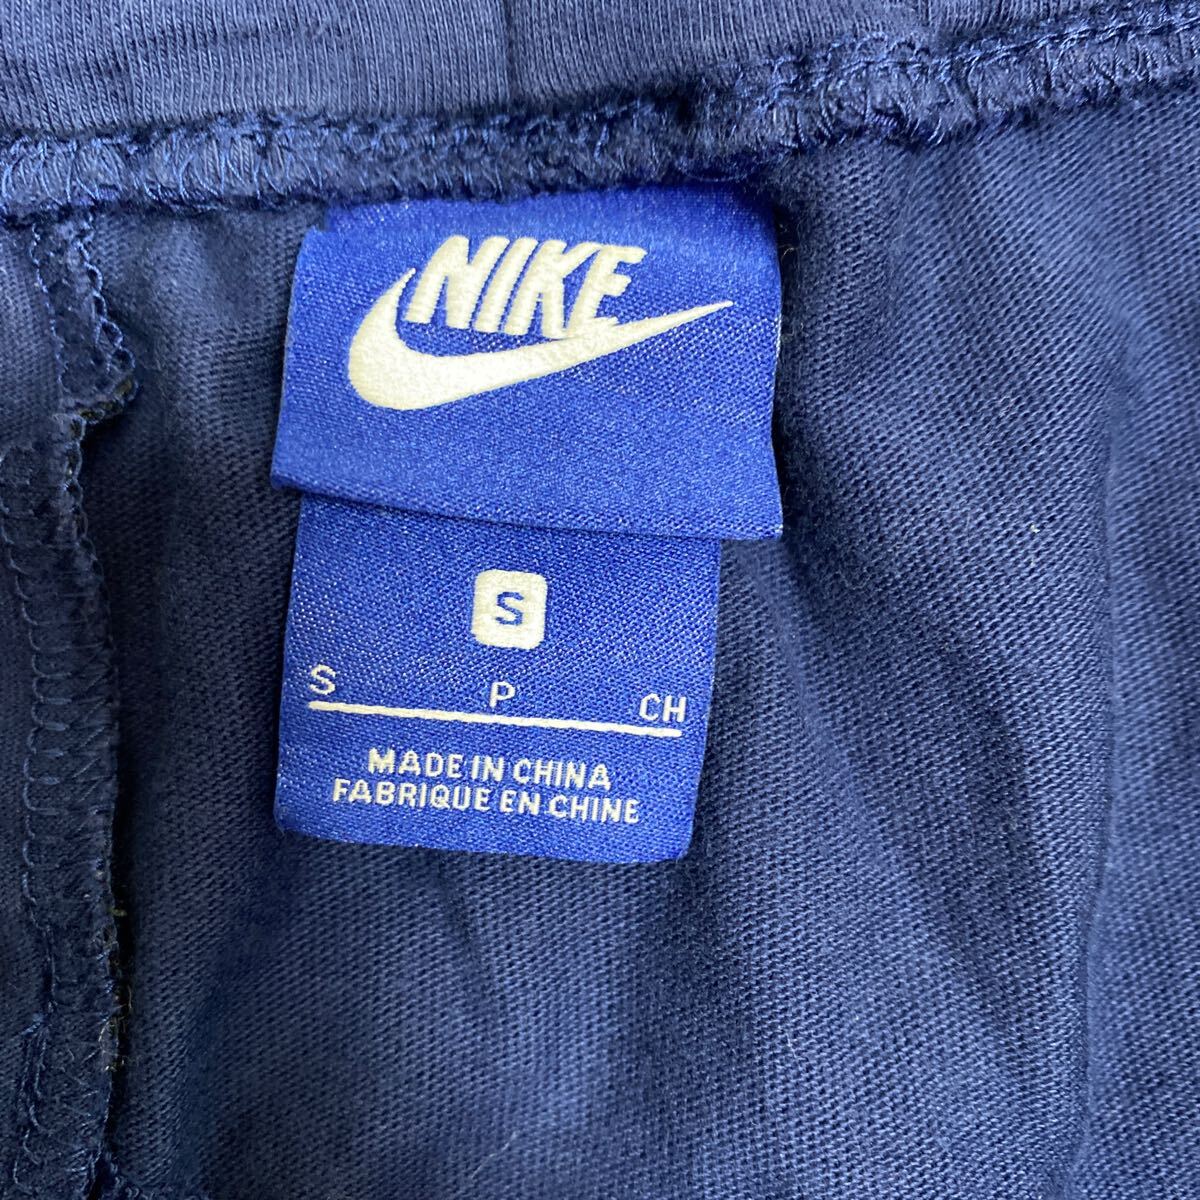 NIKE
S
S P CH
MADE IN CHINA
FABRIQUE EN CHINE